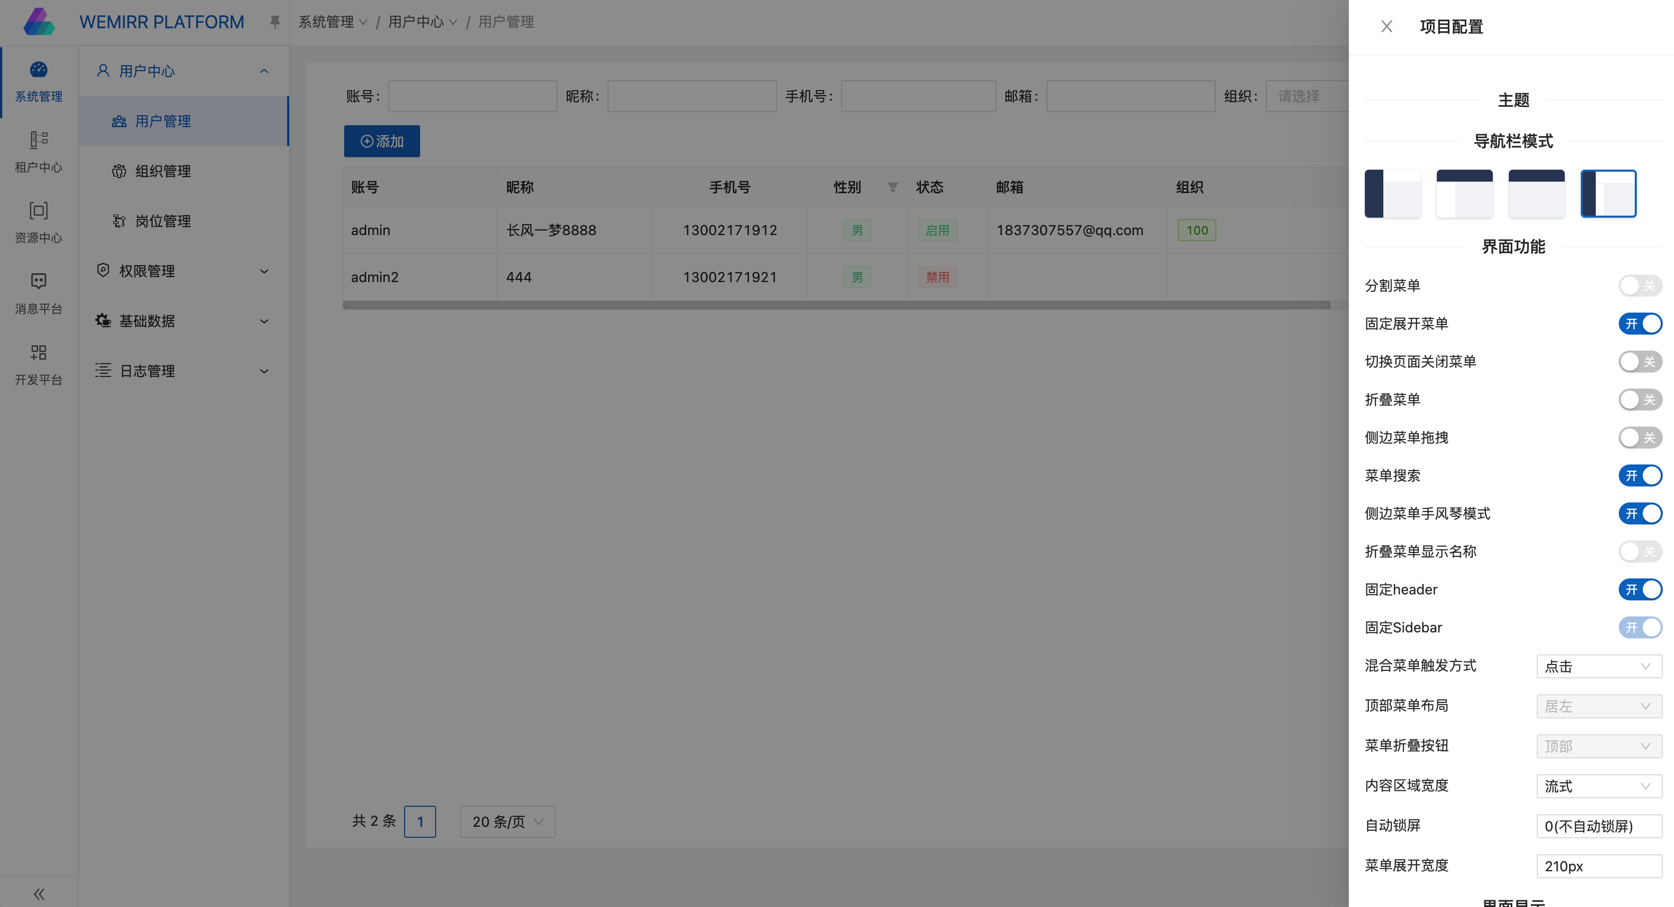 WEMIRR PLATFORM
系统管理 / 用户中心 / 用户管理
项目配置
系统管理
租户中心
资源中心
消息平台
开发平台
用户中心
用户管理
组织管理
岗位管理
权限管理
基础数据
日志管理
账号: 昵称: 手机号: 邮箱: 组织: 请选择
添加
账号 昵称 手机号 性别 状态 邮箱 组织
admin 长风一梦8888 13002171912 男 启用 1837307557@qq.com 100
admin2 444 13002171921 男 禁用
共 2 条 1 20 条/页
主题
导航栏模式
界面功能
分割菜单 关
固定展开菜单 开
切换页面关闭菜单 关
折叠菜单 关
侧边菜单拖拽 关
菜单搜索 开
侧边菜单手风琴模式 开
折叠菜单显示名称 关
固定header 开
固定Sidebar 开
混合菜单触发方式 点击
顶部菜单布局 居左
菜单折叠按钮 顶部
内容区域宽度 流式
自动锁屏 0(不自动锁屏)
菜单展开宽度 210px